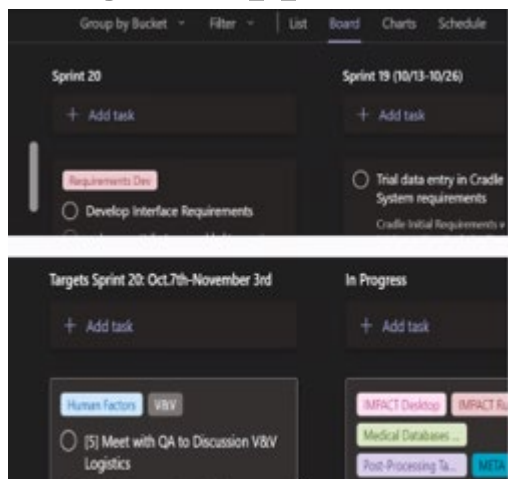 Group by Bucket Filter List Board Charts Schedule
Sprint 20 Sprint 19 (10/13-10/26)
+ Add task + Add task
Requirements Dev
Trial data entry in Cradle
System requirements
Develop Interface Requirements
Cradle Initial Requirements
Targets Sprint 20: Oct.7th-November 3rd In Progress
+ Add task + Add task
Human Factors V&V IMPACT Desktop IMPACT
[5] Meet with QA to Discussion V&V
Logistics
Medical Databases ...
Post-Processing Ta... META